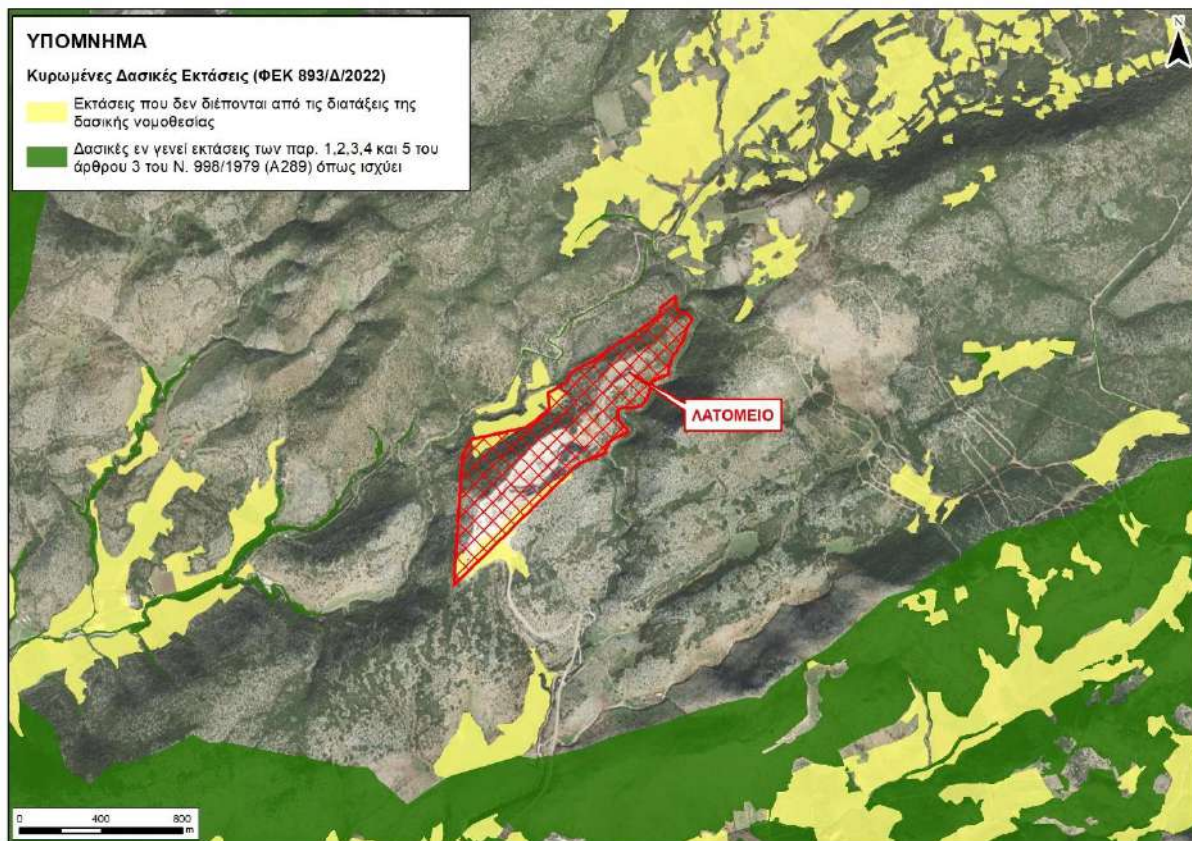 ΥΠΟΜΝΗΜΑ
Κυρωμένες Δασικές Εκτάσεις (ΦΕΚ 893/Δ/2022)
Εκτάσεις που δεν διέπονται από τις διατάξεις της
δασικής νομοθεσίας
Δασικές εν γενεί εκτάσεις των παρ. 1,2,3,4 και 5 του
άρθρου 3 του Ν. 998/1979 (Α289) όπως ισχύει
N
ΛΑΤΟΜΕΙΟ
0 400 800
m